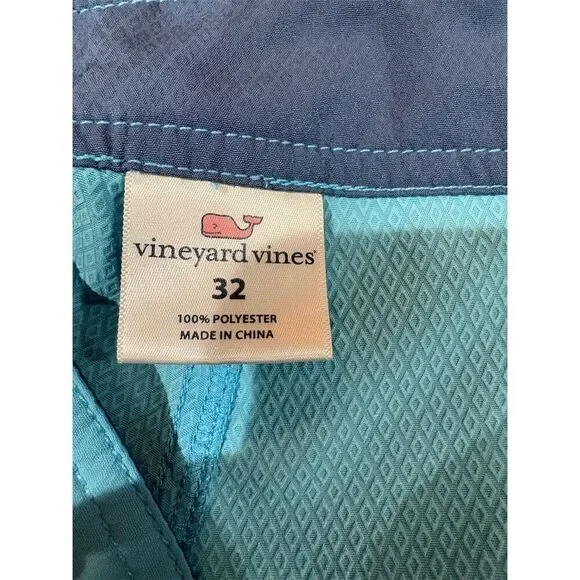 vineyard vines®
32
100% POLYESTER
MADE IN CHINA